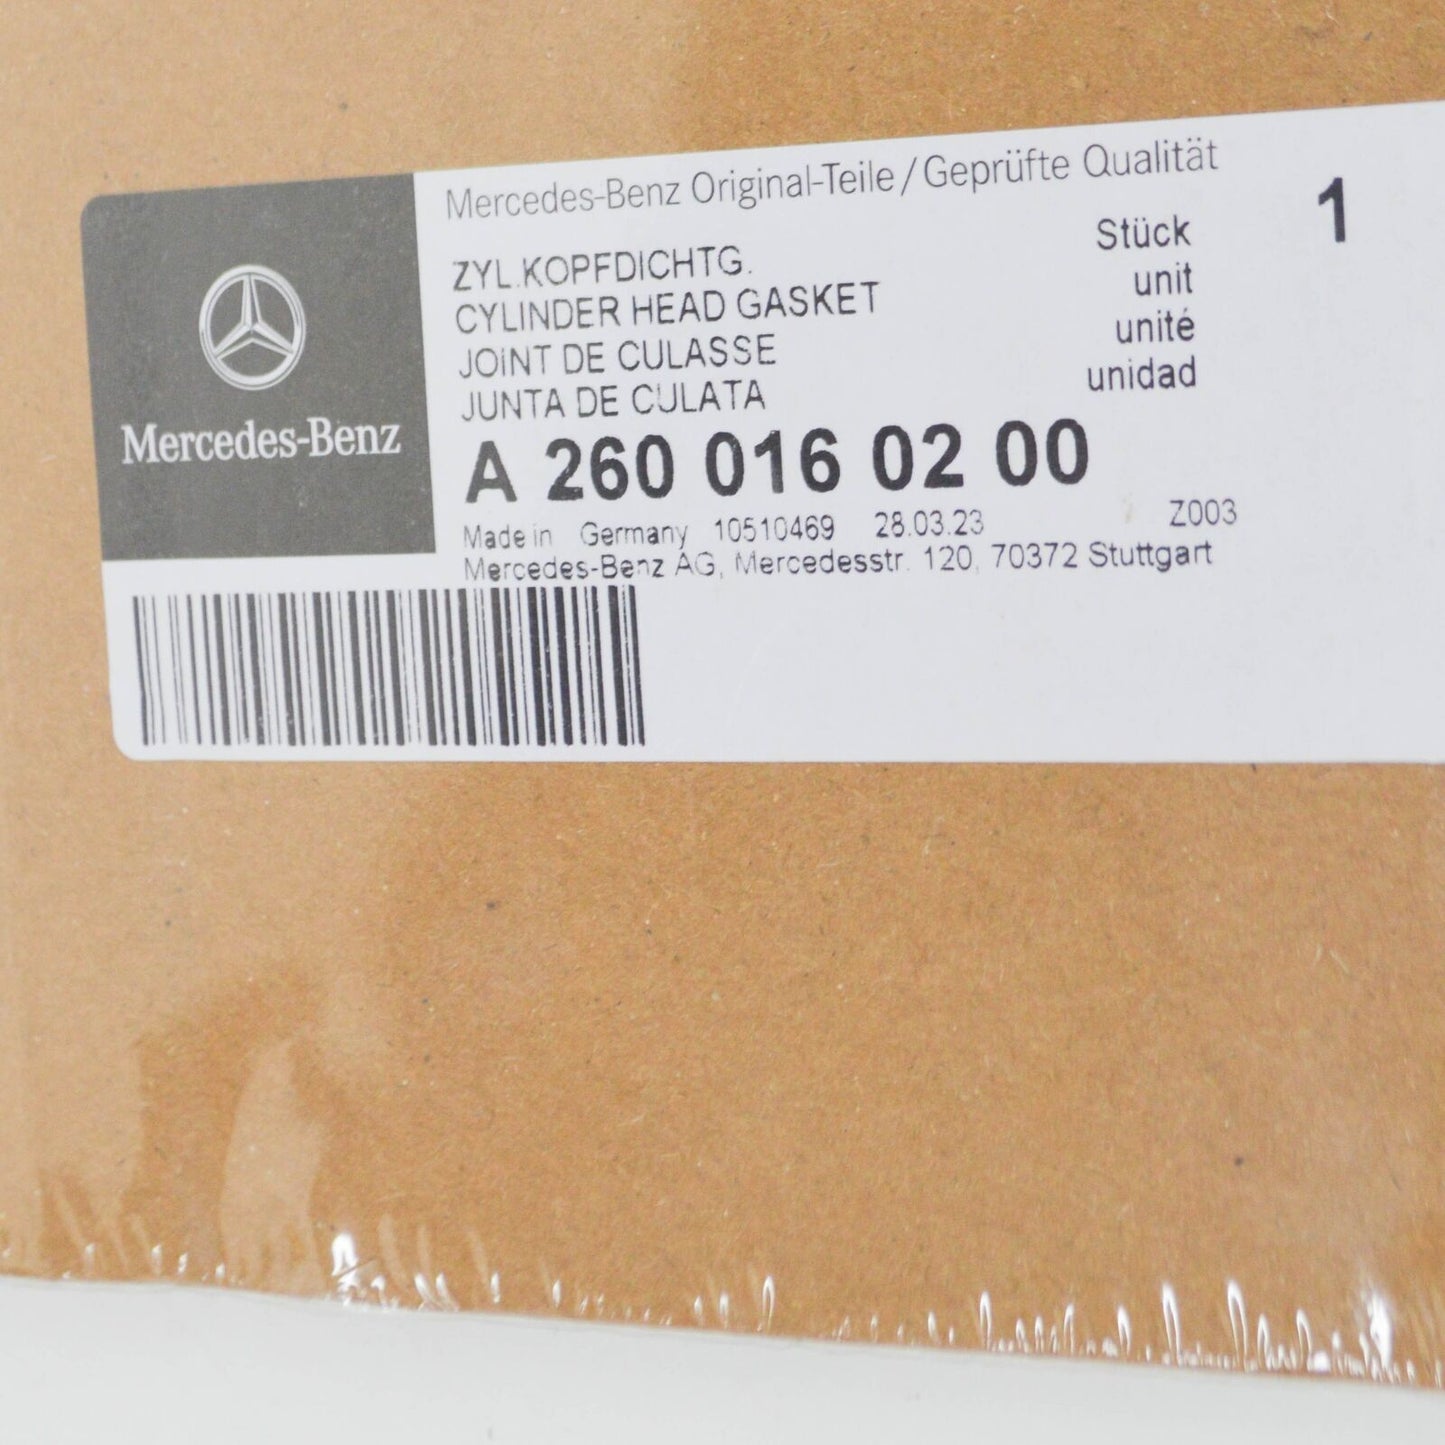 Mercedes-Benz Original-Teile / Geprüfte Qualität
ZYL.KOPFDICHTG.
CYLINDER HEAD GASKET
JOINT DE CULASSE
JUNTA DE CULATA
Stück
unit
unité
unidad
1
Mercedes-Benz
A 260 016 02 00
Made in Germany 10510469 28.03.23 Z003
Mercedes-Benz AG, Mercedesstr. 120, 70372 Stuttgart